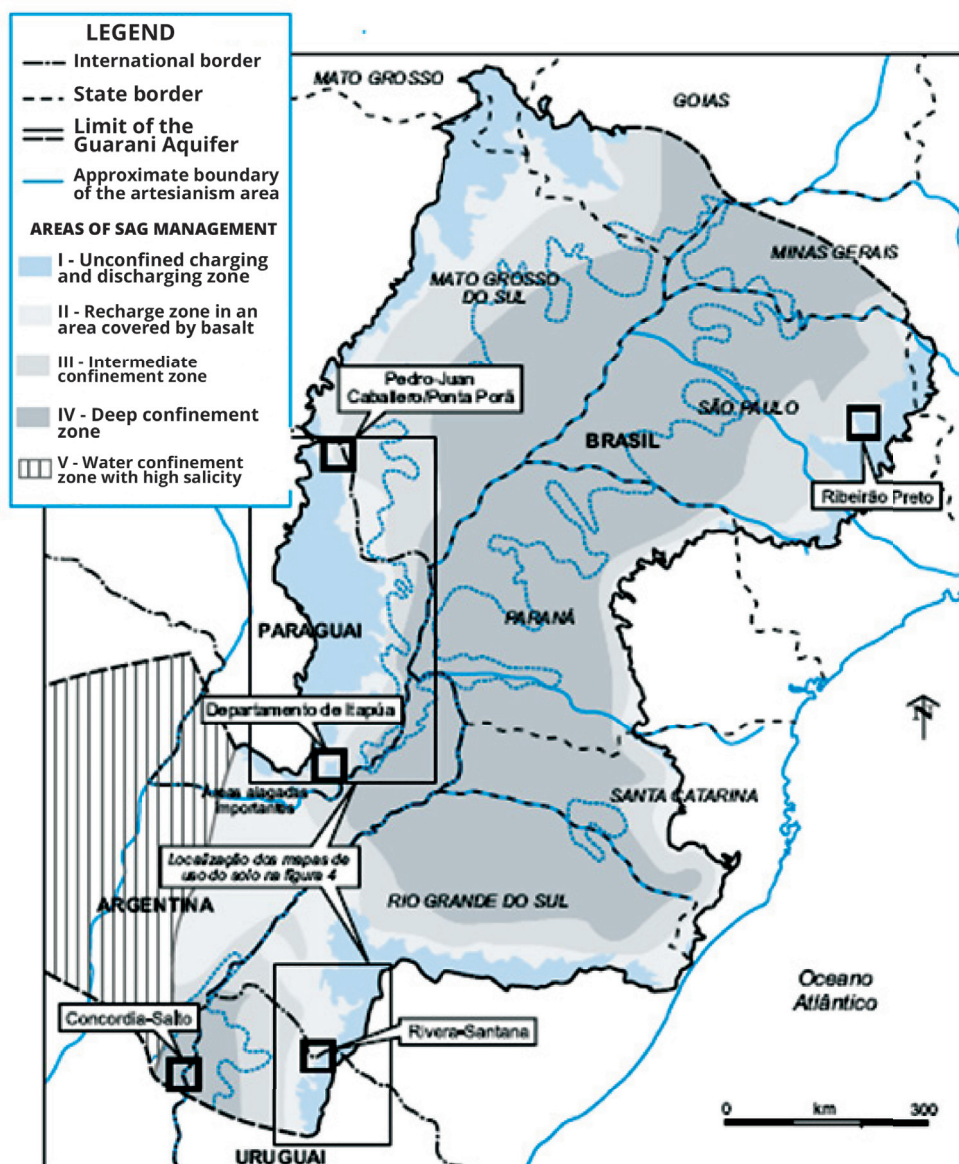 LEGEND
International border
State border
Limit of the
Guarani Aquifer
Approximate boundary
of the artesianism area
AREAS OF SAG MANAGEMENT
I - Unconfined charging
and discharging zone
II - Recharge zone in an
area covered by basalt
III - Intermediate
confinement zone
IV - Deep confinement
zone
V - Water confinement
zone with high salicity
MATO GROSSO
GOIAS
MINAS GERAIS
MATO GROSSO
DO SUL
Pedro-Juan
Caballero/Ponta Porã
SÃO PAULO
BRASIL
Ribeirão Preto
PARANÁ
PARAGUAI
Departamento de Itapúa
N
Áreas alagadas
importantes
SANTA CATARINA
Localização dos mapas de
uso do solo na figura 4
ARGENTINA
RIO GRANDE DO SUL
Oceano
Atlântico
Concordia-Salto
Rivera-Santana
0 km 300
URUGUAI